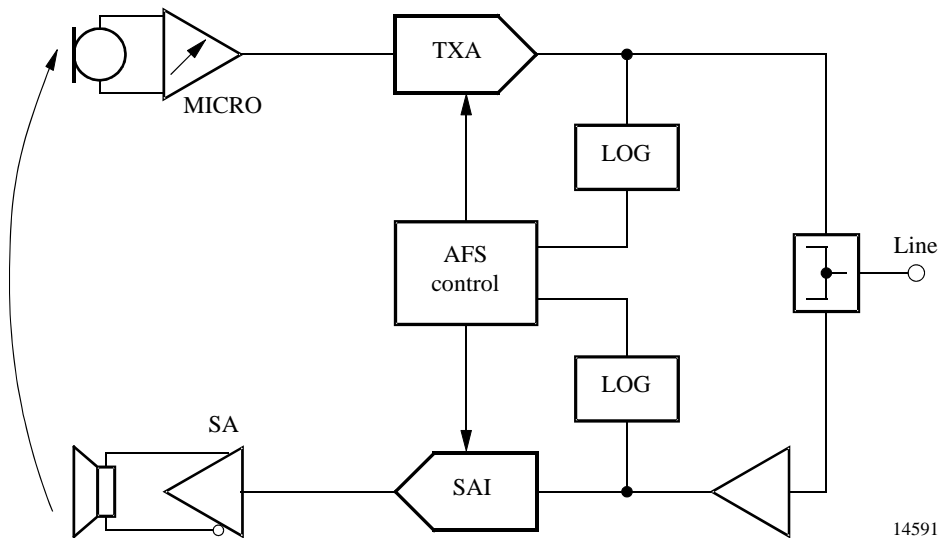 TXA
MICRO
LOG
AFS
control
Line
LOG
SA
SAI
14591